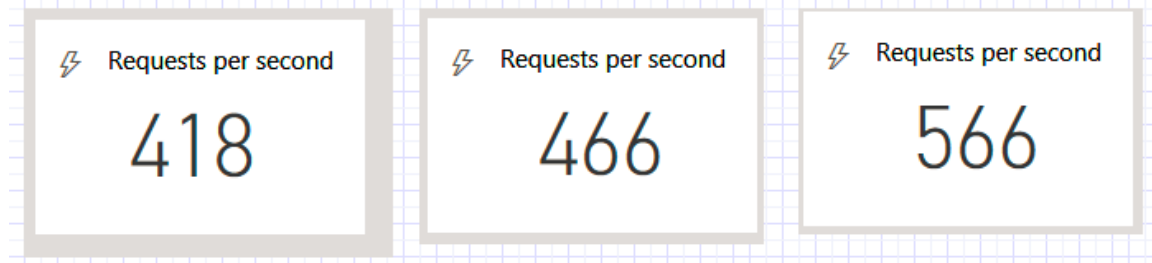 Requests per second
418
Requests per second
466
Requests per second
566